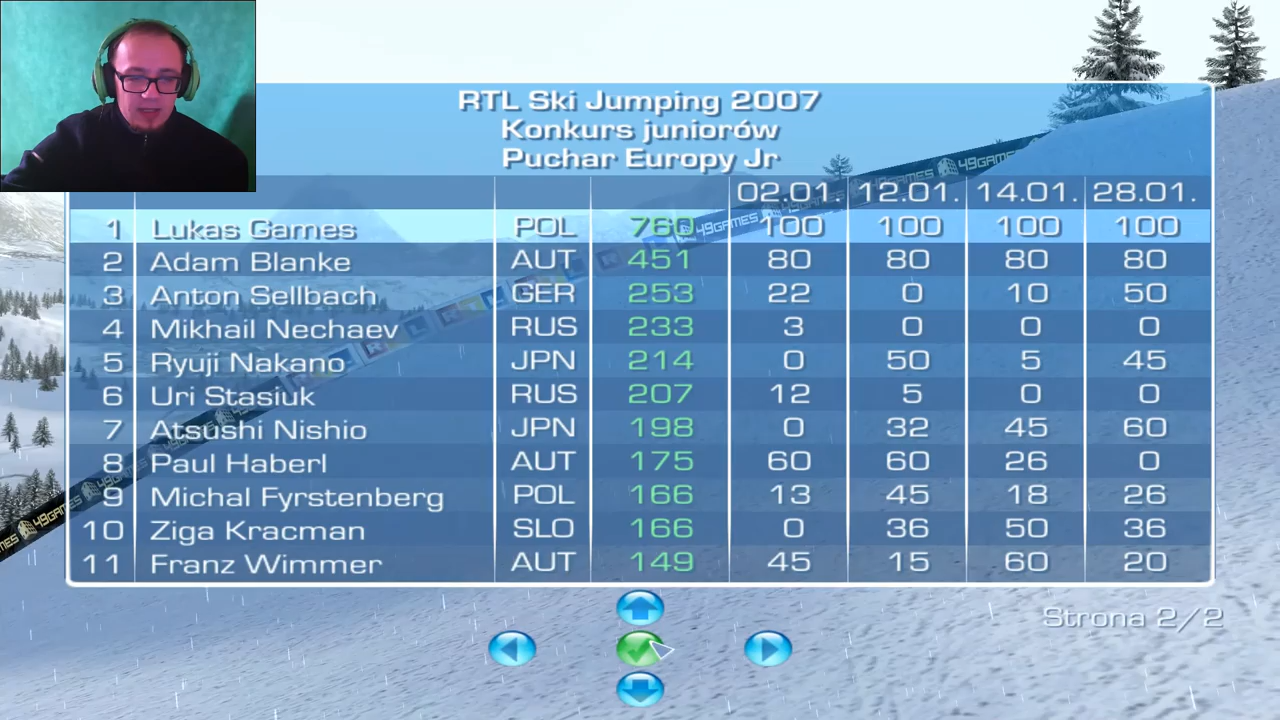 RTL Ski Jumping 2007
Konkurs juniorów
Puchar Europy Jr
02.01. 12.01. 14.01. 28.01.
1 Lukas Games POL 760 100 100 100 100
2 Adam Blanke AUT 451 80 80 80 80
3 Anton Sellbach GER 253 22 0 10 50
4 Mikhail Nechaev RUS 233 3 0 0 0
5 Ryuji Nakano JPN 214 0 50 5 45
6 Uri Stasiuk RUS 207 12 5 0 0
7 Atsushi Nishio JPN 198 0 32 45 60
8 Paul Haberl AUT 175 60 60 26 0
9 Michal Fyrstenberg POL 166 13 45 18 26
10 Ziga Kracman SLO 166 0 36 50 36
11 Franz Wimmer AUT 149 45 15 60 20
Strona 2/2
49GAMES
49GAMES
49GAMES